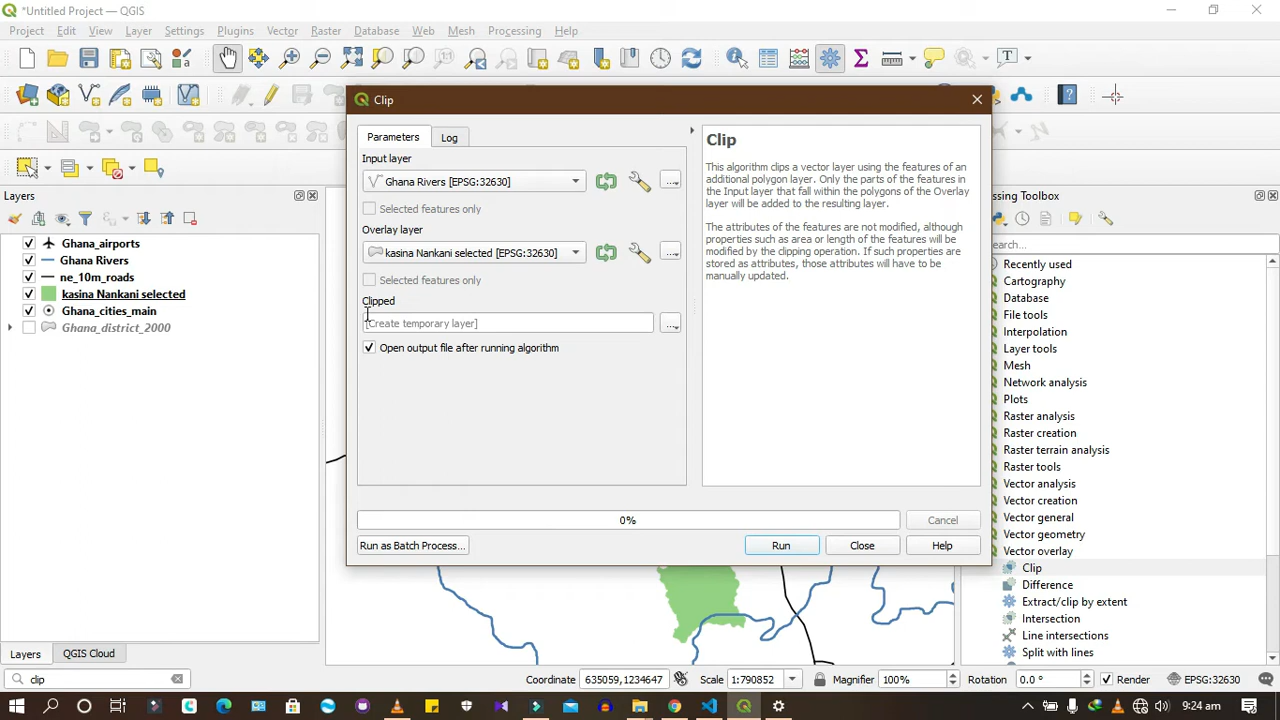 *Untitled Project — QGIS
Project Edit View Layer Settings Plugins Vector Raster Database Web Mesh Processing Help
Clip
Parameters Log
Input layer
Ghana Rivers [EPSG:32630]
Selected features only
Overlay layer
kasina Nankani selected [EPSG:32630]
Selected features only
Clipped
[Create temporary layer]
Open output file after running algorithm
Clip
This algorithm clips a vector layer using the features of an
additional polygon layer. Only the parts of the features in
the Input layer that fall within the polygons of the Overlay
layer will be added to the resulting layer.
The attributes of the features are not modified, although
properties such as area or length of the features will be
modified by the clipping operation. If such properties are
stored as attributes, those attributes will have to be
manually updated.
0%
Cancel
Run as Batch Process...
Run Close Help
Layers
Ghana_airports
Ghana Rivers
ne_10m_roads
kasina Nankani selected
Ghana_cities_main
Ghana_district_2000
Layers QGIS Cloud
ssing Toolbox
earch...
Recently used
Cartography
Database
File tools
Interpolation
Layer tools
Mesh
Network analysis
Plots
Raster analysis
Raster creation
Raster terrain analysis
Raster tools
Vector analysis
Vector creation
Vector general
Vector geometry
Vector overlay
Clip
Difference
Extract/clip by extent
Intersection
Line intersections
Split with lines
clip
Coordinate 635059,1234647 Scale 1:790852 Magnifier 100% Rotation 0.0 ° Render EPSG:32630
9:24 am